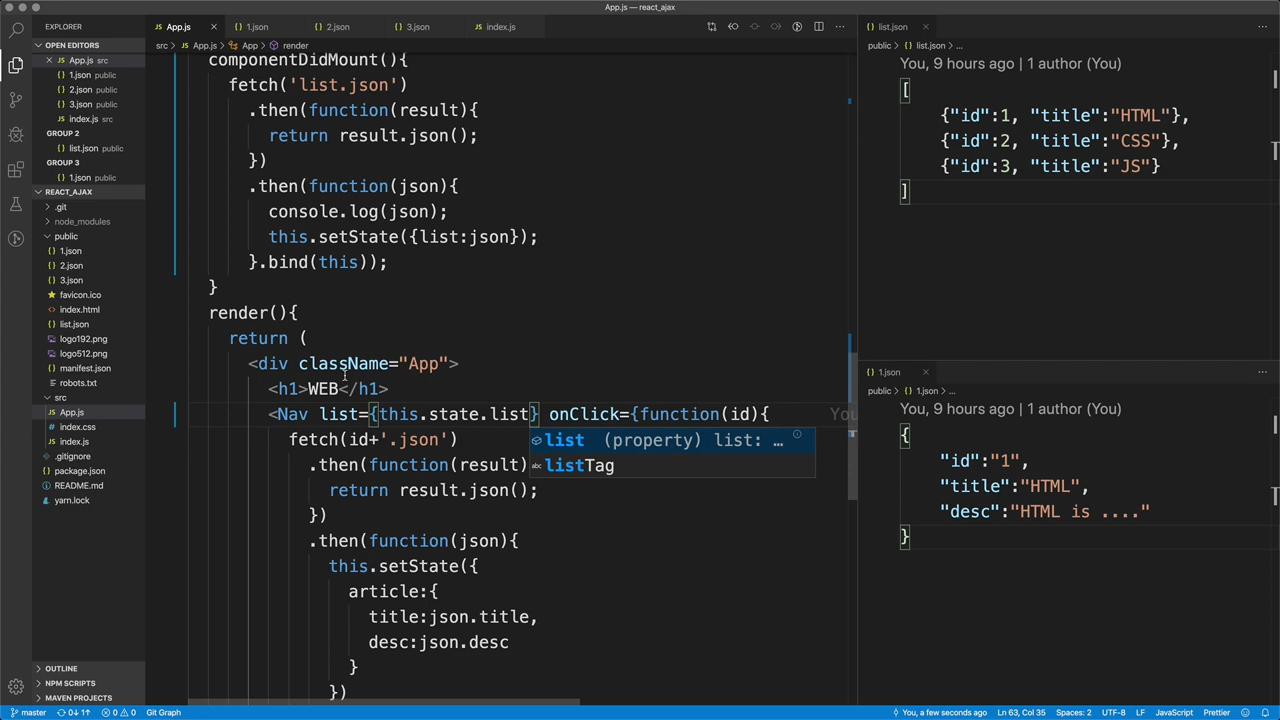 App.js — react_ajax
EXPLORER
OPEN EDITORS
App.js src
1.json public
2.json public
3.json public
index.js src
GROUP 2
list.json public
GROUP 3
1.json public
REACT_AJAX
.git
node_modules
public
1.json
2.json
3.json
favicon.ico
index.html
list.json
logo192.png
logo512.png
manifest.json
robots.txt
src
App.js
index.css
index.js
.gitignore
package.json
README.md
yarn.lock
OUTLINE
NPM SCRIPTS
MAVEN PROJECTS
App.js 1.json 2.json 3.json index.js
src › App.js › App › render
componentDidMount(){
fetch('list.json')
.then(function(result){
return result.json();
})
.then(function(json){
console.log(json);
this.setState({list:json});
}.bind(this));
}
render(){
return (
<div className="App">
<h1>WEB</h1>
<Nav list={this.state.list} onClick={function(id){ You
fetch(id+'.json')
list (property) list: …
listTag
.then(function(result)
return result.json();
})
.then(function(json){
this.setState({
article:{
title:json.title,
desc:json.desc
}
})
list.json
public › list.json › ...
You, 9 hours ago | 1 author (You)
[
{"id":1, "title":"HTML"},
{"id":2, "title":"CSS"},
{"id":3, "title":"JS"}
]
1.json
public › 1.json › ...
You, 9 hours ago | 1 author (You)
{
"id":"1",
"title":"HTML",
"desc":"HTML is ...."
}
master 0↓ 1↑ 0 0 Git Graph You, a few seconds ago Ln 63, Col 35 Spaces: 2 UTF-8 LF JavaScript Prettier